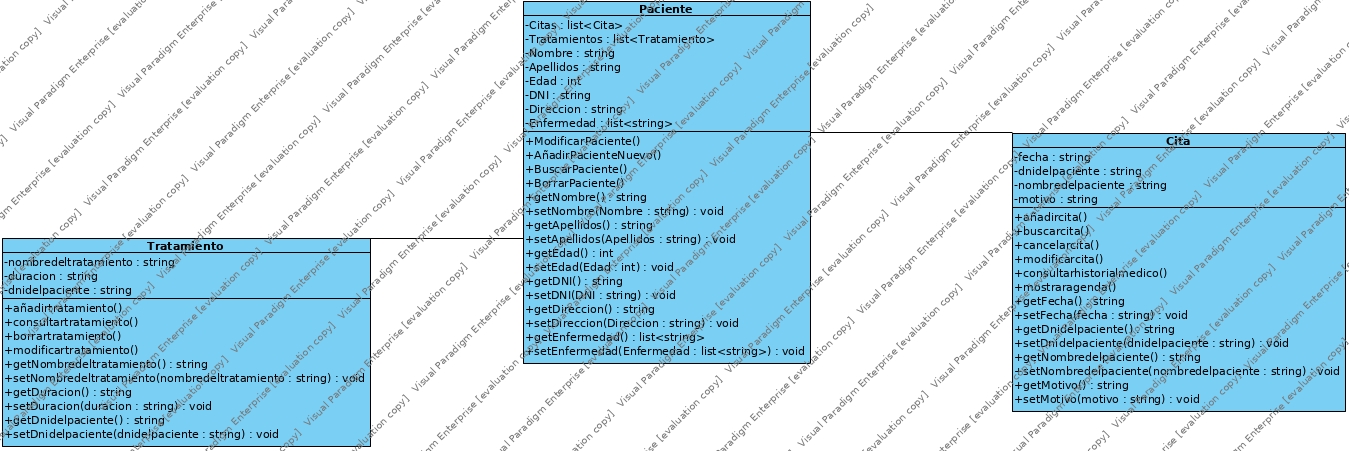 Paciente
-Citas : list<Cita>
-Tratamientos : list<Tratamiento>
-Nombre : string
-Apellidos : string
-Edad : int
-DNI : string
-Direccion : string
-Enfermedad : list<string>
+ModificarPaciente()
+AñadirPacienteNuevo()
+BuscarPaciente()
+BorrarPaciente()
+getNombre() : string
+setNombre(Nombre : string) : void
+getApellidos() : string
+setApellidos(Apellidos : string) : void
+getEdad() : int
+setEdad(Edad : int) : void
+getDNI() : string
+setDNI(DNI : string) : void
+getDireccion() : string
+setDireccion(Direccion : string) : void
+getEnfermedad() : list<string>
+setEnfermedad(Enfermedad : list<string>) : void
Tratamiento
-nombredeltratamiento : string
-duracion : string
-dnidelpaciente : string
+añadirtratamiento()
+consultartratamiento()
+borrartratamiento()
+modificartratamiento()
+getNombredeltratamiento() : string
+setNombredeltratamiento(nombredeltratamiento : string) : void
+getDuracion() : string
+setDuracion(duracion : string) : void
+getDnidelpaciente() : string
+setDnidelpaciente(dnidelpaciente : string) : void
Cita
-fecha : string
-dnidelpaciente : string
-nombredelpaciente : string
-motivo : string
+añadircita()
+buscarcita()
+cancelarcita()
+modificarcita()
+consultarhistorialmedico()
+mostraragenda()
+getFecha() : string
+setFecha(fecha : string) : void
+getDnidelpaciente() : string
+setDnidelpaciente(dnidelpaciente : string) : void
+getNombredelpaciente() : string
+setNombredelpaciente(nombredelpaciente : string) : void
+getMotivo() : string
+setMotivo(motivo : string) : void
Visual Paradigm Enterprise [evaluation copy]